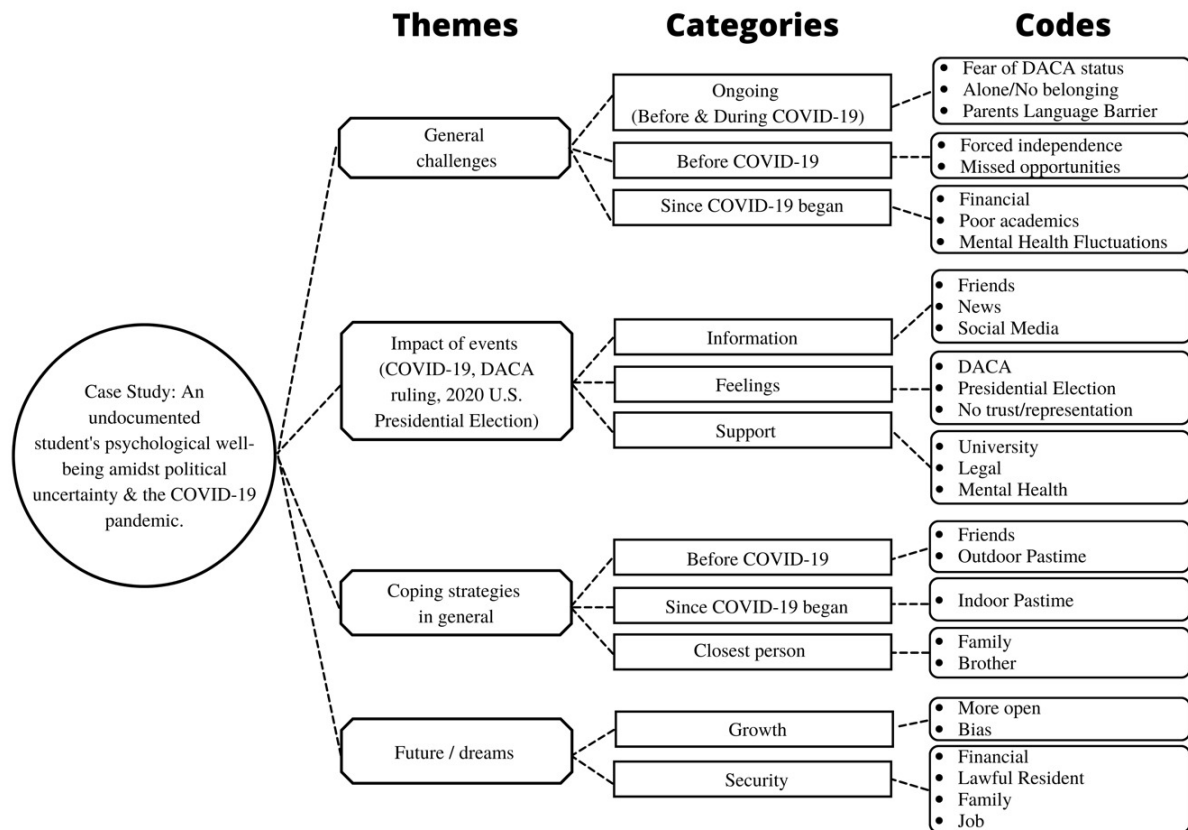 Themes
Categories
Codes
Case Study: An
undocumented
student's psychological well-
being amidst political
uncertainty & the COVID-19
pandemic.
General
challenges
Ongoing
(Before & During COVID-19)
• Fear of DACA status
• Alone/No belonging
• Parents Language Barrier
Before COVID-19
• Forced independence
• Missed opportunities
Since COVID-19 began
• Financial
• Poor academics
• Mental Health Fluctuations
Impact of events
(COVID-19, DACA
ruling, 2020 U.S.
Presidential Election)
Information
• Friends
• News
• Social Media
Feelings
• DACA
• Presidential Election
• No trust/representation
Support
• University
• Legal
• Mental Health
Coping strategies
in general
Before COVID-19
• Friends
• Outdoor Pastime
Since COVID-19 began
• Indoor Pastime
Closest person
• Family
• Brother
Future / dreams
Growth
• More open
• Bias
Security
• Financial
• Lawful Resident
• Family
• Job